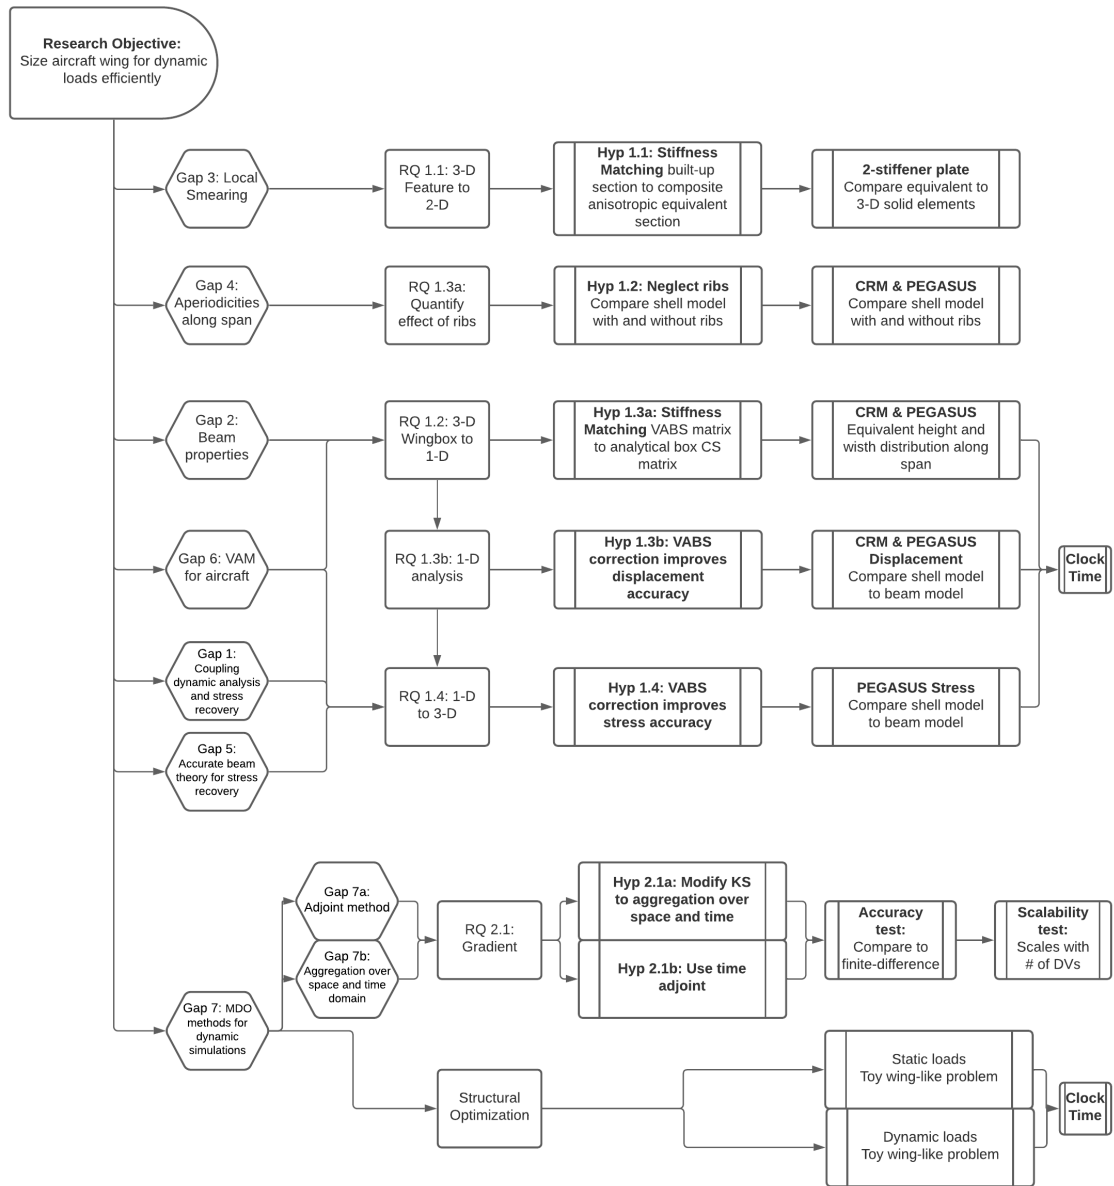 Research Objective:
Size aircraft wing for dynamic
loads efficiently
Gap 3: Local
Smearing
RQ 1.1: 3-D
Feature to
2-D
Hyp 1.1: Stiffness
Matching built-up
section to composite
anisotropic equivalent
section
2-stiffener plate
Compare equivalent to
3-D solid elements
Gap 4:
Aperiodicities
along span
RQ 1.3a:
Quantify
effect of ribs
Hyp 1.2: Neglect ribs
Compare shell model
with and without ribs
CRM & PEGASUS
Compare shell model
with and without ribs
Gap 2:
Beam
properties
RQ 1.2: 3-D
Wingbox to
1-D
Hyp 1.3a: Stiffness
Matching VABS matrix
to analytical box CS
matrix
CRM & PEGASUS
Equivalent height and
wisth distribution along
span
Gap 6: VAM
for aircraft
RQ 1.3b: 1-D
analysis
Hyp 1.3b: VABS
correction improves
displacement
accuracy
CRM & PEGASUS
Displacement
Compare shell model
to beam model
Clock
Time
Gap 1:
Coupling
dynamic analysis
and stress
recovery
RQ 1.4: 1-D
to 3-D
Hyp 1.4: VABS
correction improves
stress accuracy
PEGASUS Stress
Compare shell model
to beam model
Gap 5:
Accurate beam
theory for stress
recovery
Gap 7a:
Adjoint method
Gap 7b:
Aggregation over
space and time
domain
RQ 2.1:
Gradient
Hyp 2.1a: Modify KS
to aggregation over
space and time
Hyp 2.1b: Use time
adjoint
Accuracy
test:
Compare to
finite-difference
Scalability
test:
Scales with
# of DVs
Gap 7: MDO
methods for
dynamic
simulations
Structural
Optimization
Static loads
Toy wing-like problem
Dynamic loads
Toy wing-like problem
Clock
Time